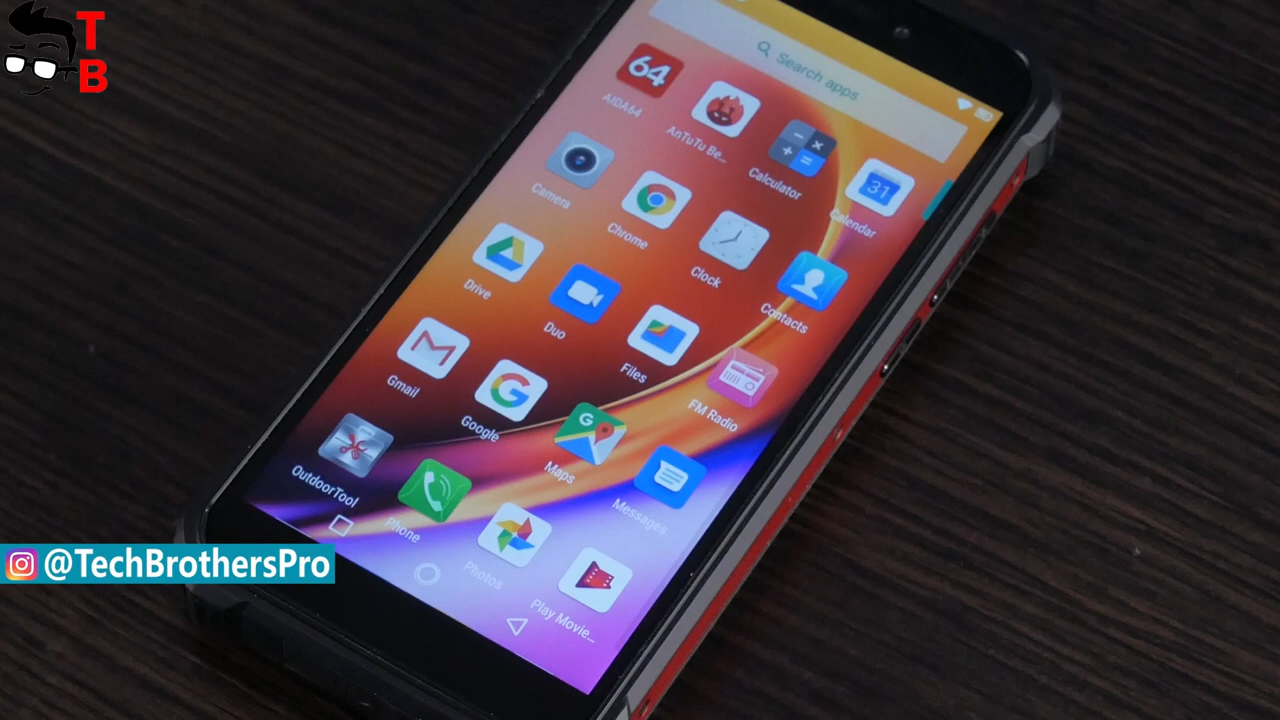 T
B
Search apps
64
AIDA64
AnTuTu Be...
Calculator
31
Calendar
Camera
Chrome
Clock
Contacts
Drive
Duo
Files
FM Radio
Gmail
G
Google
G
Maps
Messages
OutdoorTool
Phone
Photos
Play Movie...
@TechBrothersPro